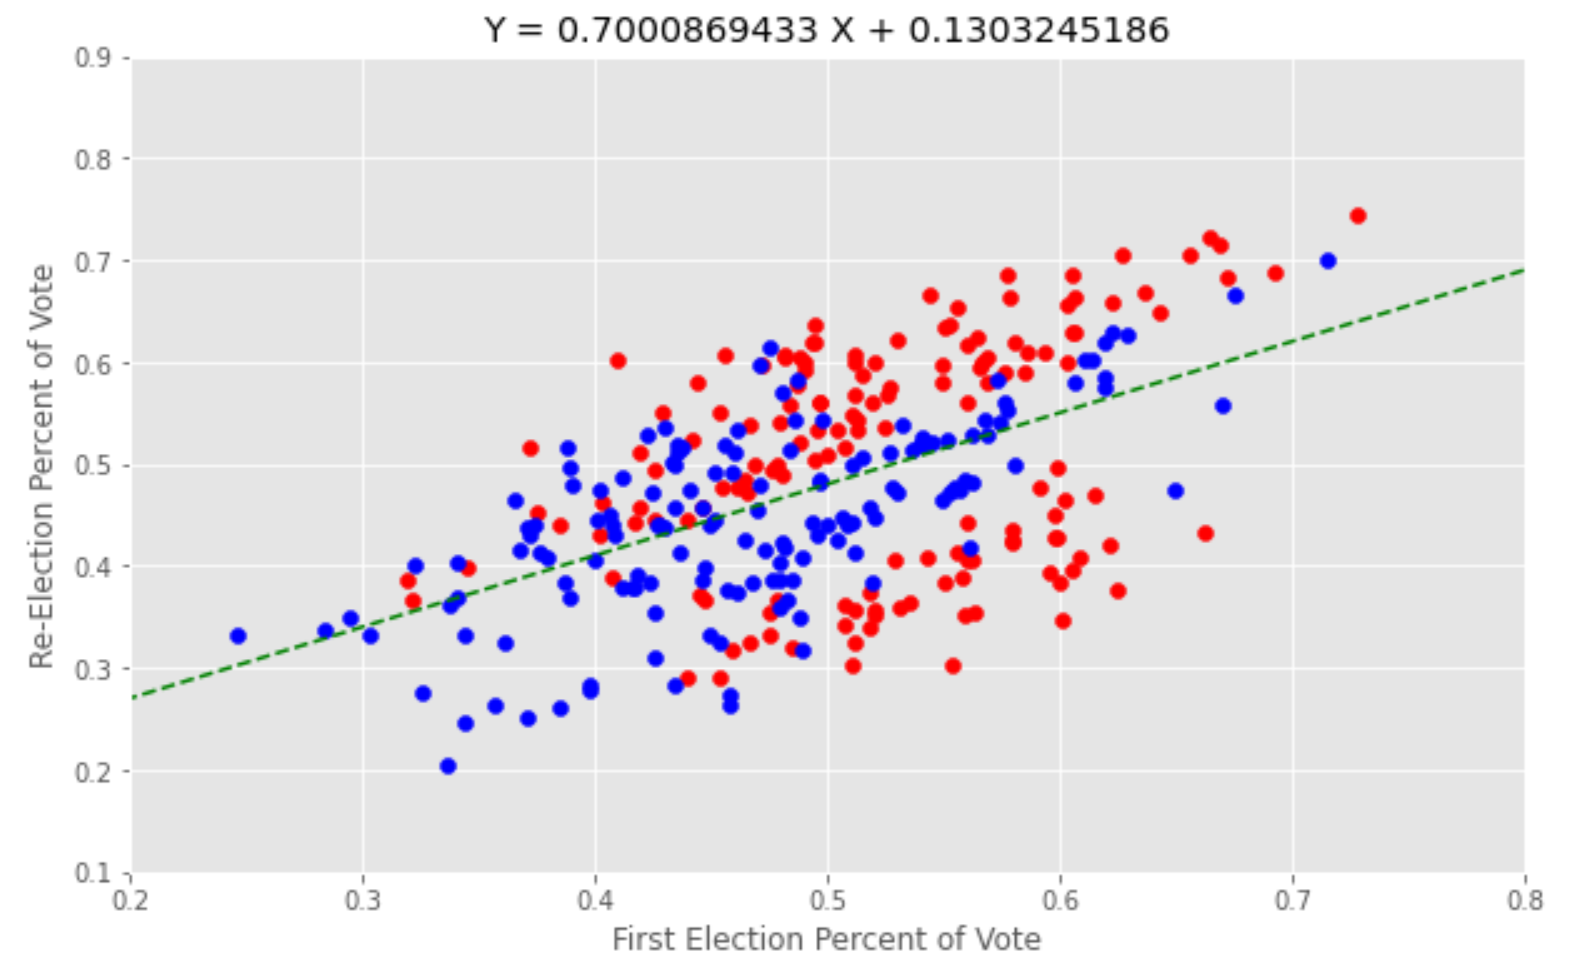 Y = 0.7000869433 X + 0.1303245186
0.9
0.8
0.7
0.6
0.5
0.4
0.3
0.2
0.1
Re-Election Percent of Vote
0.2 0.3 0.4 0.5 0.6 0.7 0.8
First Election Percent of Vote